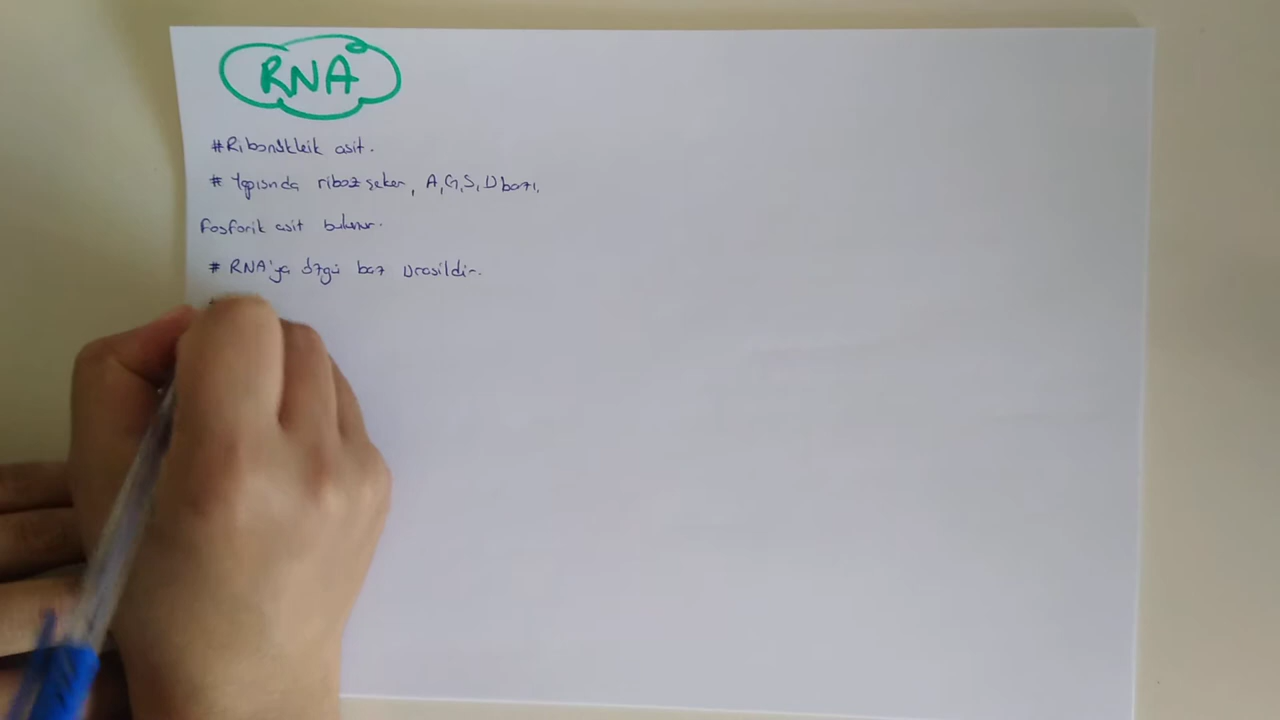 RNA
#Ribonükleik asit.
# Yapısında riboz şeker, A,G,S,U bazı,
fosforik asit bulunur.
# RNA'ya özgü baz Urasildir.
#